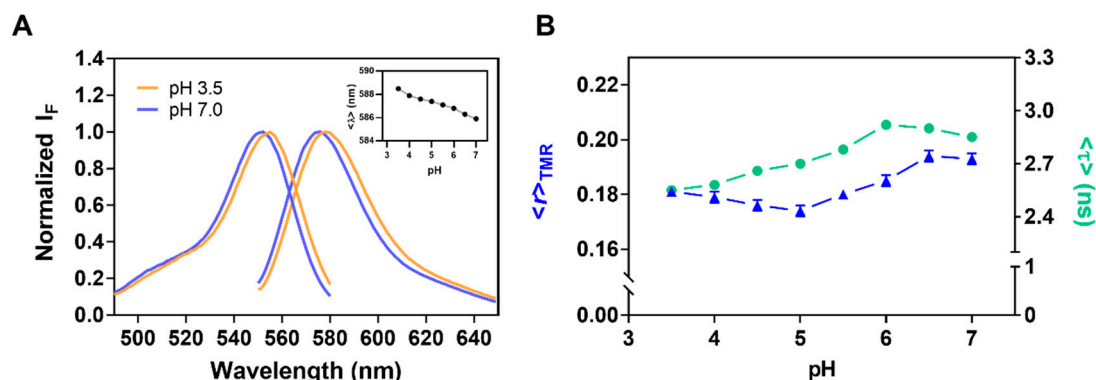 A
Normalized I_F
1.4
1.2
1.0
0.8
0.6
0.4
0.2
0.0
pH 3.5
pH 7.0
<λ> (nm)
590
588
586
584
3 4 5 6 7
pH
500 520 540 560 580 600 620 640
Wavelength (nm)
B
<r>TMR
0.22
0.20
0.18
0.16
0.00
3 4 5 6 7
pH
3.3
3.0
2.7
2.4
1
0
<τ> (ns)